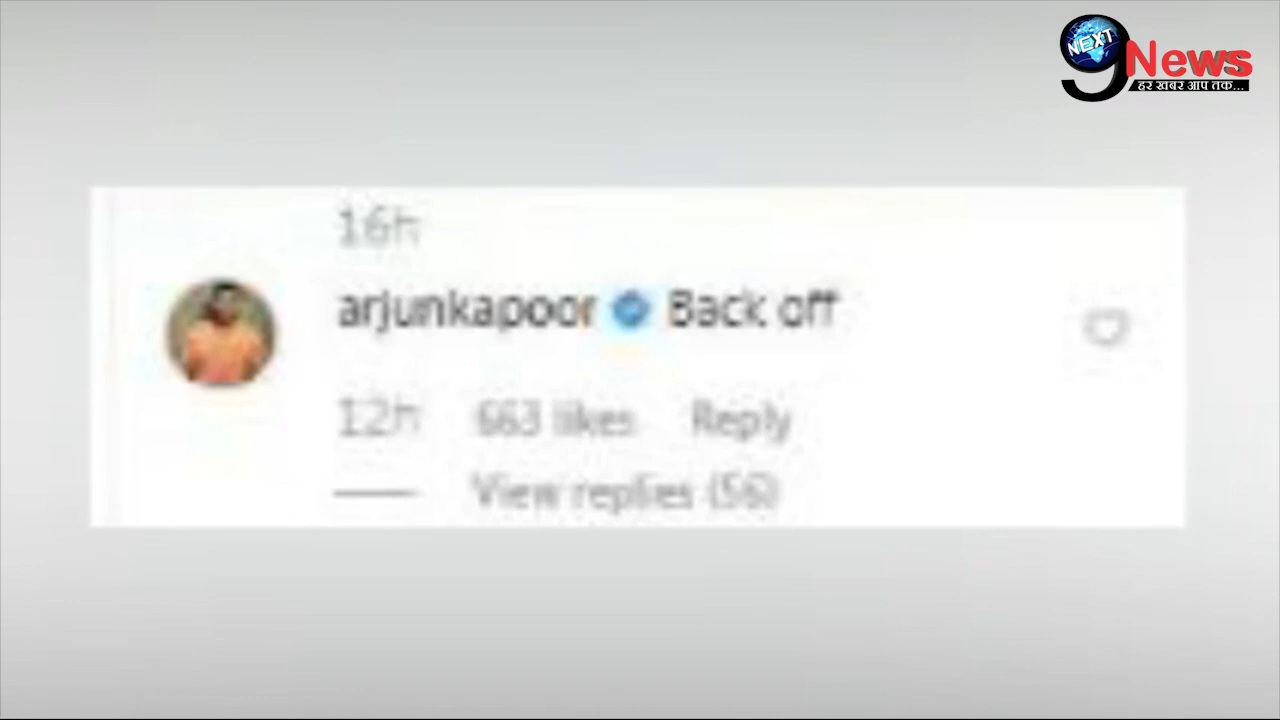 NEXT
9 News
हर खबर आप तक...
16h
arjunkapoor Back off
12h 663 likes Reply
View replies (56)